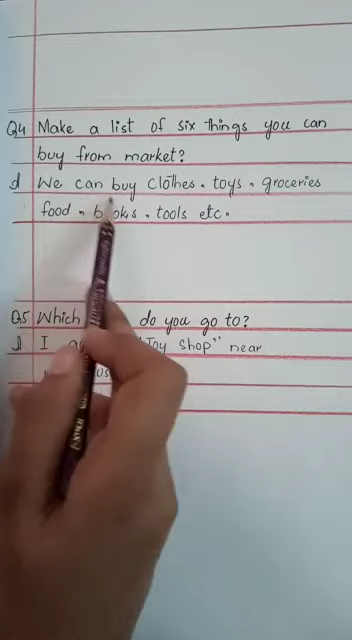 Q4 Make a list of six things you can
buy from market?
We can buy clothes, toys, groceries
food, books, tools etc.
Q5 Which do you go to?
I "Toy shop" near